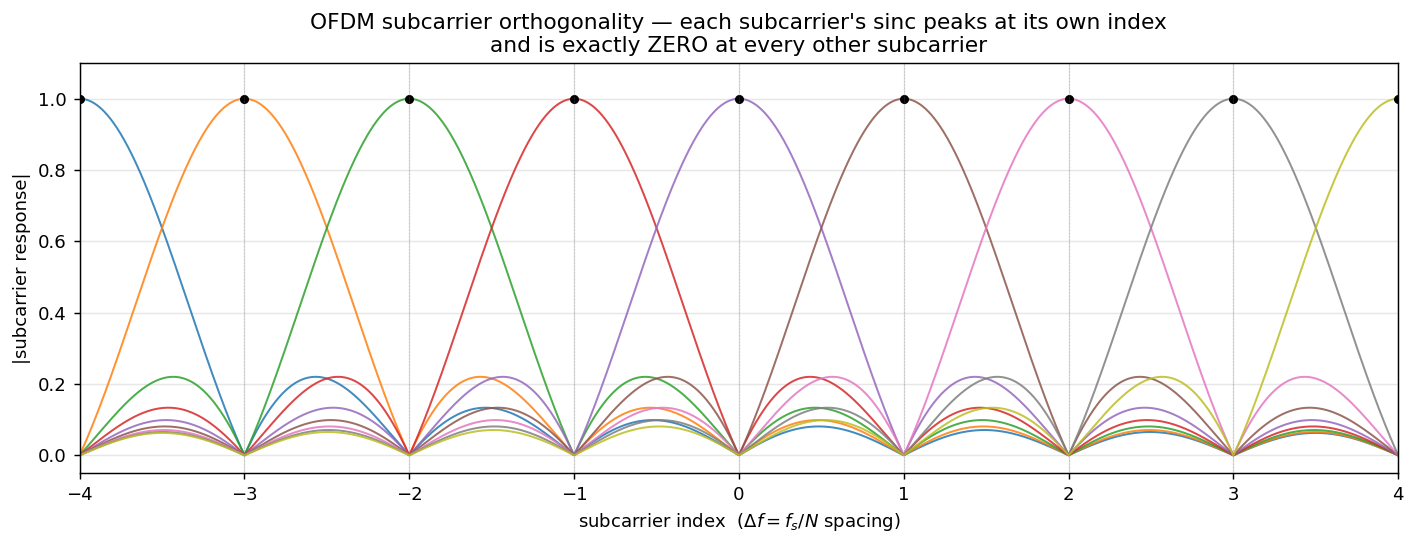 OFDM subcarrier orthogonality — each subcarrier's sinc peaks at its own index
and is exactly ZERO at every other subcarrier
|subcarrier response|
1.0
0.8
0.6
0.4
0.2
0.0
−4 −3 −2 −1 0 1 2 3 4
subcarrier index (Δf = f_s/N spacing)